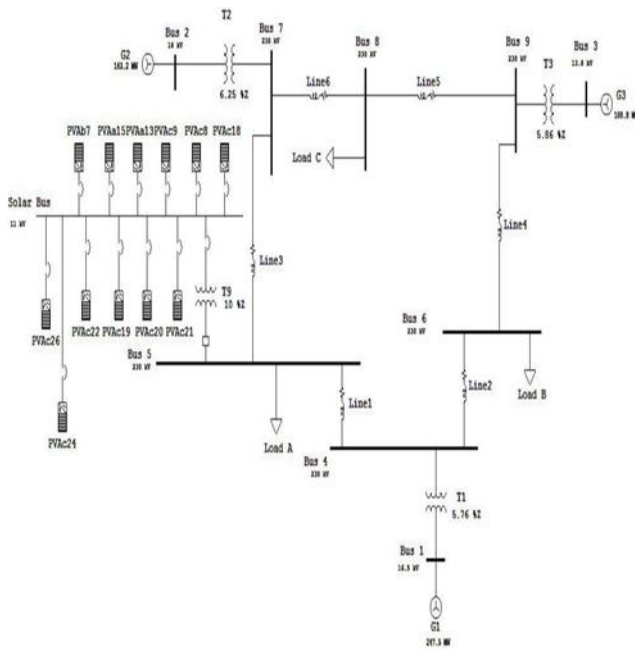 T2
Bus 2
18 kV
G2
163.2 MW
6.25 %Z
Bus 7
230 kV
Bus 8
230 kV
Bus 9
230 kV
Bus 3
13.8 kV
T3
G3
5.86 %Z
Line6
Line5
Load C
PVAb7 PVAa15 PVAa13 PVAc9 PVAc8 PVAc18
Solar Bus
11 kV
Line3
Line4
T9
10 %Z
PVAc26
PVAc22 PVAc19 PVAc20 PVAc21
PVAc24
Bus 5
230 kV
Bus 6
230 kV
Line1
Line2
Load A
Load B
Bus 4
230 kV
T1
5.76 %Z
Bus 1
16.5 kV
G1
247.5 MW